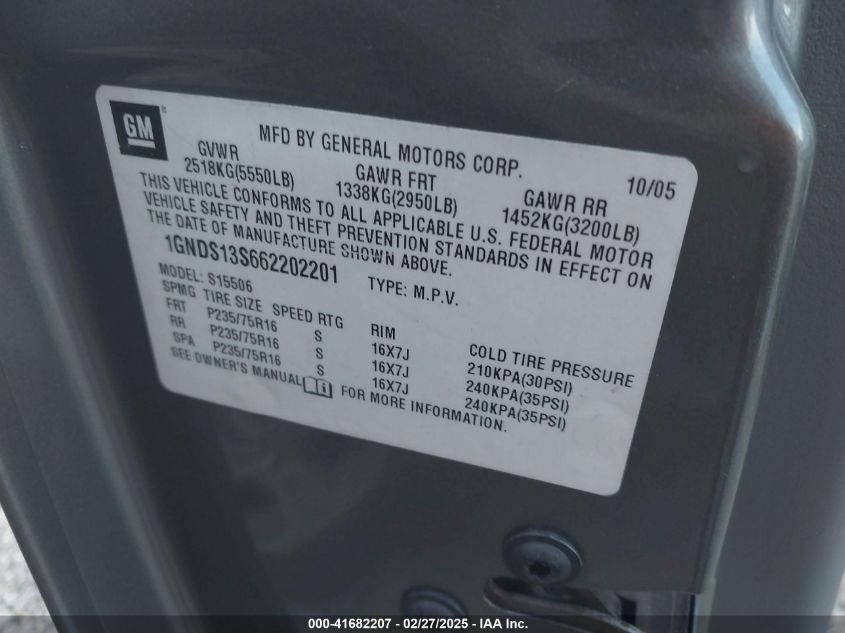 GM
MFD BY GENERAL MOTORS CORP. 10/05
GVWR GAWR FRT GAWR RR
2518KG(5550LB) 1338KG(2950LB) 1452KG(3200LB)
THIS VEHICLE CONFORMS TO ALL APPLICABLE U.S. FEDERAL MOTOR
VEHICLE SAFETY AND THEFT PREVENTION STANDARDS IN EFFECT ON
THE DATE OF MANUFACTURE SHOWN ABOVE.
1GNDS13S662202201 TYPE: M.P.V.
MODEL: S15506
SPMG TIRE SIZE SPEED RTG RIM COLD TIRE PRESSURE
FRT P235/75R16 S 16X7J 210KPA(30PSI)
RR P235/75R16 S 16X7J 240KPA(35PSI)
SPA P235/75R16 S 16X7J 240KPA(35PSI)
SEE OWNER'S MANUAL FOR MORE INFORMATION.
000-41682207 - 02/27/2025 - IAA Inc.